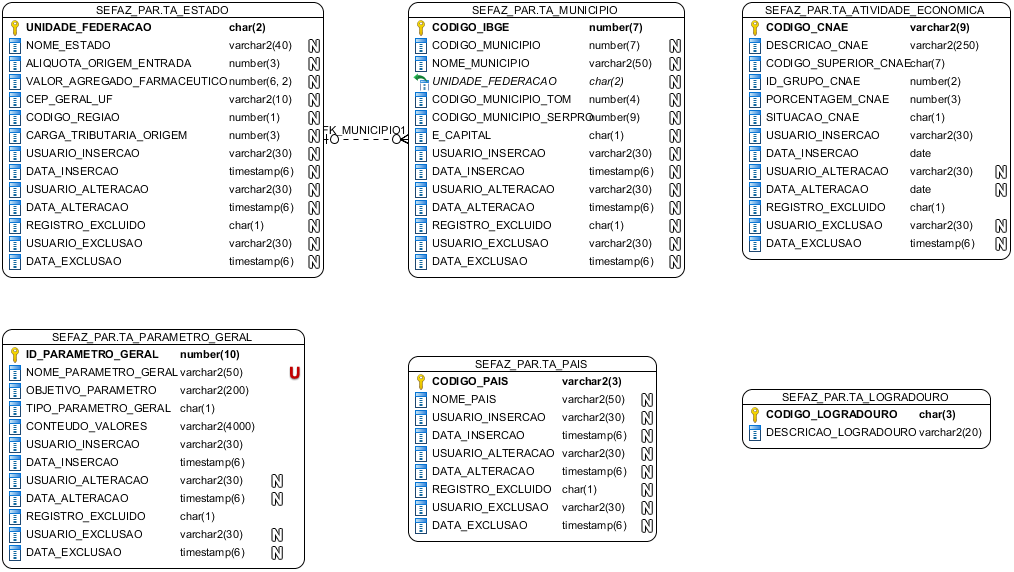 SEFAZ_PAR.TA_ESTADO
UNIDADE_FEDERACAO char(2)
NOME_ESTADO varchar2(40) N
ALIQUOTA_ORIGEM_ENTRADA number(3) N
VALOR_AGREGADO_FARMACEUTICO number(6, 2) N
CEP_GERAL_UF varchar2(10) N
CODIGO_REGIAO number(1) N
CARGA_TRIBUTARIA_ORIGEM number(3) N
USUARIO_INSERCAO varchar2(30) N
DATA_INSERCAO timestamp(6) N
USUARIO_ALTERACAO varchar2(30) N
DATA_ALTERACAO timestamp(6) N
REGISTRO_EXCLUIDO char(1) N
USUARIO_EXCLUSAO varchar2(30) N
DATA_EXCLUSAO timestamp(6) N
FK_MUNICIPIO1
SEFAZ_PAR.TA_MUNICIPIO
CODIGO_IBGE number(7)
CODIGO_MUNICIPIO number(7) N
NOME_MUNICIPIO varchar2(50) N
UNIDADE_FEDERACAO char(2) N
CODIGO_MUNICIPIO_TOM number(4) N
CODIGO_MUNICIPIO_SERPRO number(9) N
E_CAPITAL char(1) N
USUARIO_INSERCAO varchar2(30) N
DATA_INSERCAO timestamp(6) N
USUARIO_ALTERACAO varchar2(30) N
DATA_ALTERACAO timestamp(6) N
REGISTRO_EXCLUIDO char(1) N
USUARIO_EXCLUSAO varchar2(30) N
DATA_EXCLUSAO timestamp(6) N
SEFAZ_PAR.TA_ATIVIDADE_ECONOMICA
CODIGO_CNAE varchar2(9)
DESCRICAO_CNAE varchar2(250)
CODIGO_SUPERIOR_CNAE char(7)
ID_GRUPO_CNAE number(2)
PORCENTAGEM_CNAE number(3)
SITUACAO_CNAE char(1)
USUARIO_INSERCAO varchar2(30)
DATA_INSERCAO date
USUARIO_ALTERACAO varchar2(30) N
DATA_ALTERACAO date N
REGISTRO_EXCLUIDO char(1)
USUARIO_EXCLUSAO varchar2(30) N
DATA_EXCLUSAO timestamp(6) N
SEFAZ_PAR.TA_PARAMETRO_GERAL
ID_PARAMETRO_GERAL number(10)
NOME_PARAMETRO_GERAL varchar2(50) U
OBJETIVO_PARAMETRO varchar2(200)
TIPO_PARAMETRO_GERAL char(1)
CONTEUDO_VALORES varchar2(4000)
USUARIO_INSERCAO varchar2(30)
DATA_INSERCAO timestamp(6)
USUARIO_ALTERACAO varchar2(30) N
DATA_ALTERACAO timestamp(6) N
REGISTRO_EXCLUIDO char(1)
USUARIO_EXCLUSAO varchar2(30) N
DATA_EXCLUSAO timestamp(6) N
SEFAZ_PAR.TA_PAIS
CODIGO_PAIS varchar2(3)
NOME_PAIS varchar2(50) N
USUARIO_INSERCAO varchar2(30) N
DATA_INSERCAO timestamp(6) N
USUARIO_ALTERACAO varchar2(30) N
DATA_ALTERACAO timestamp(6) N
REGISTRO_EXCLUIDO char(1) N
USUARIO_EXCLUSAO varchar2(30) N
DATA_EXCLUSAO timestamp(6) N
SEFAZ_PAR.TA_LOGRADOURO
CODIGO_LOGRADOURO char(3)
DESCRICAO_LOGRADOURO varchar2(20)